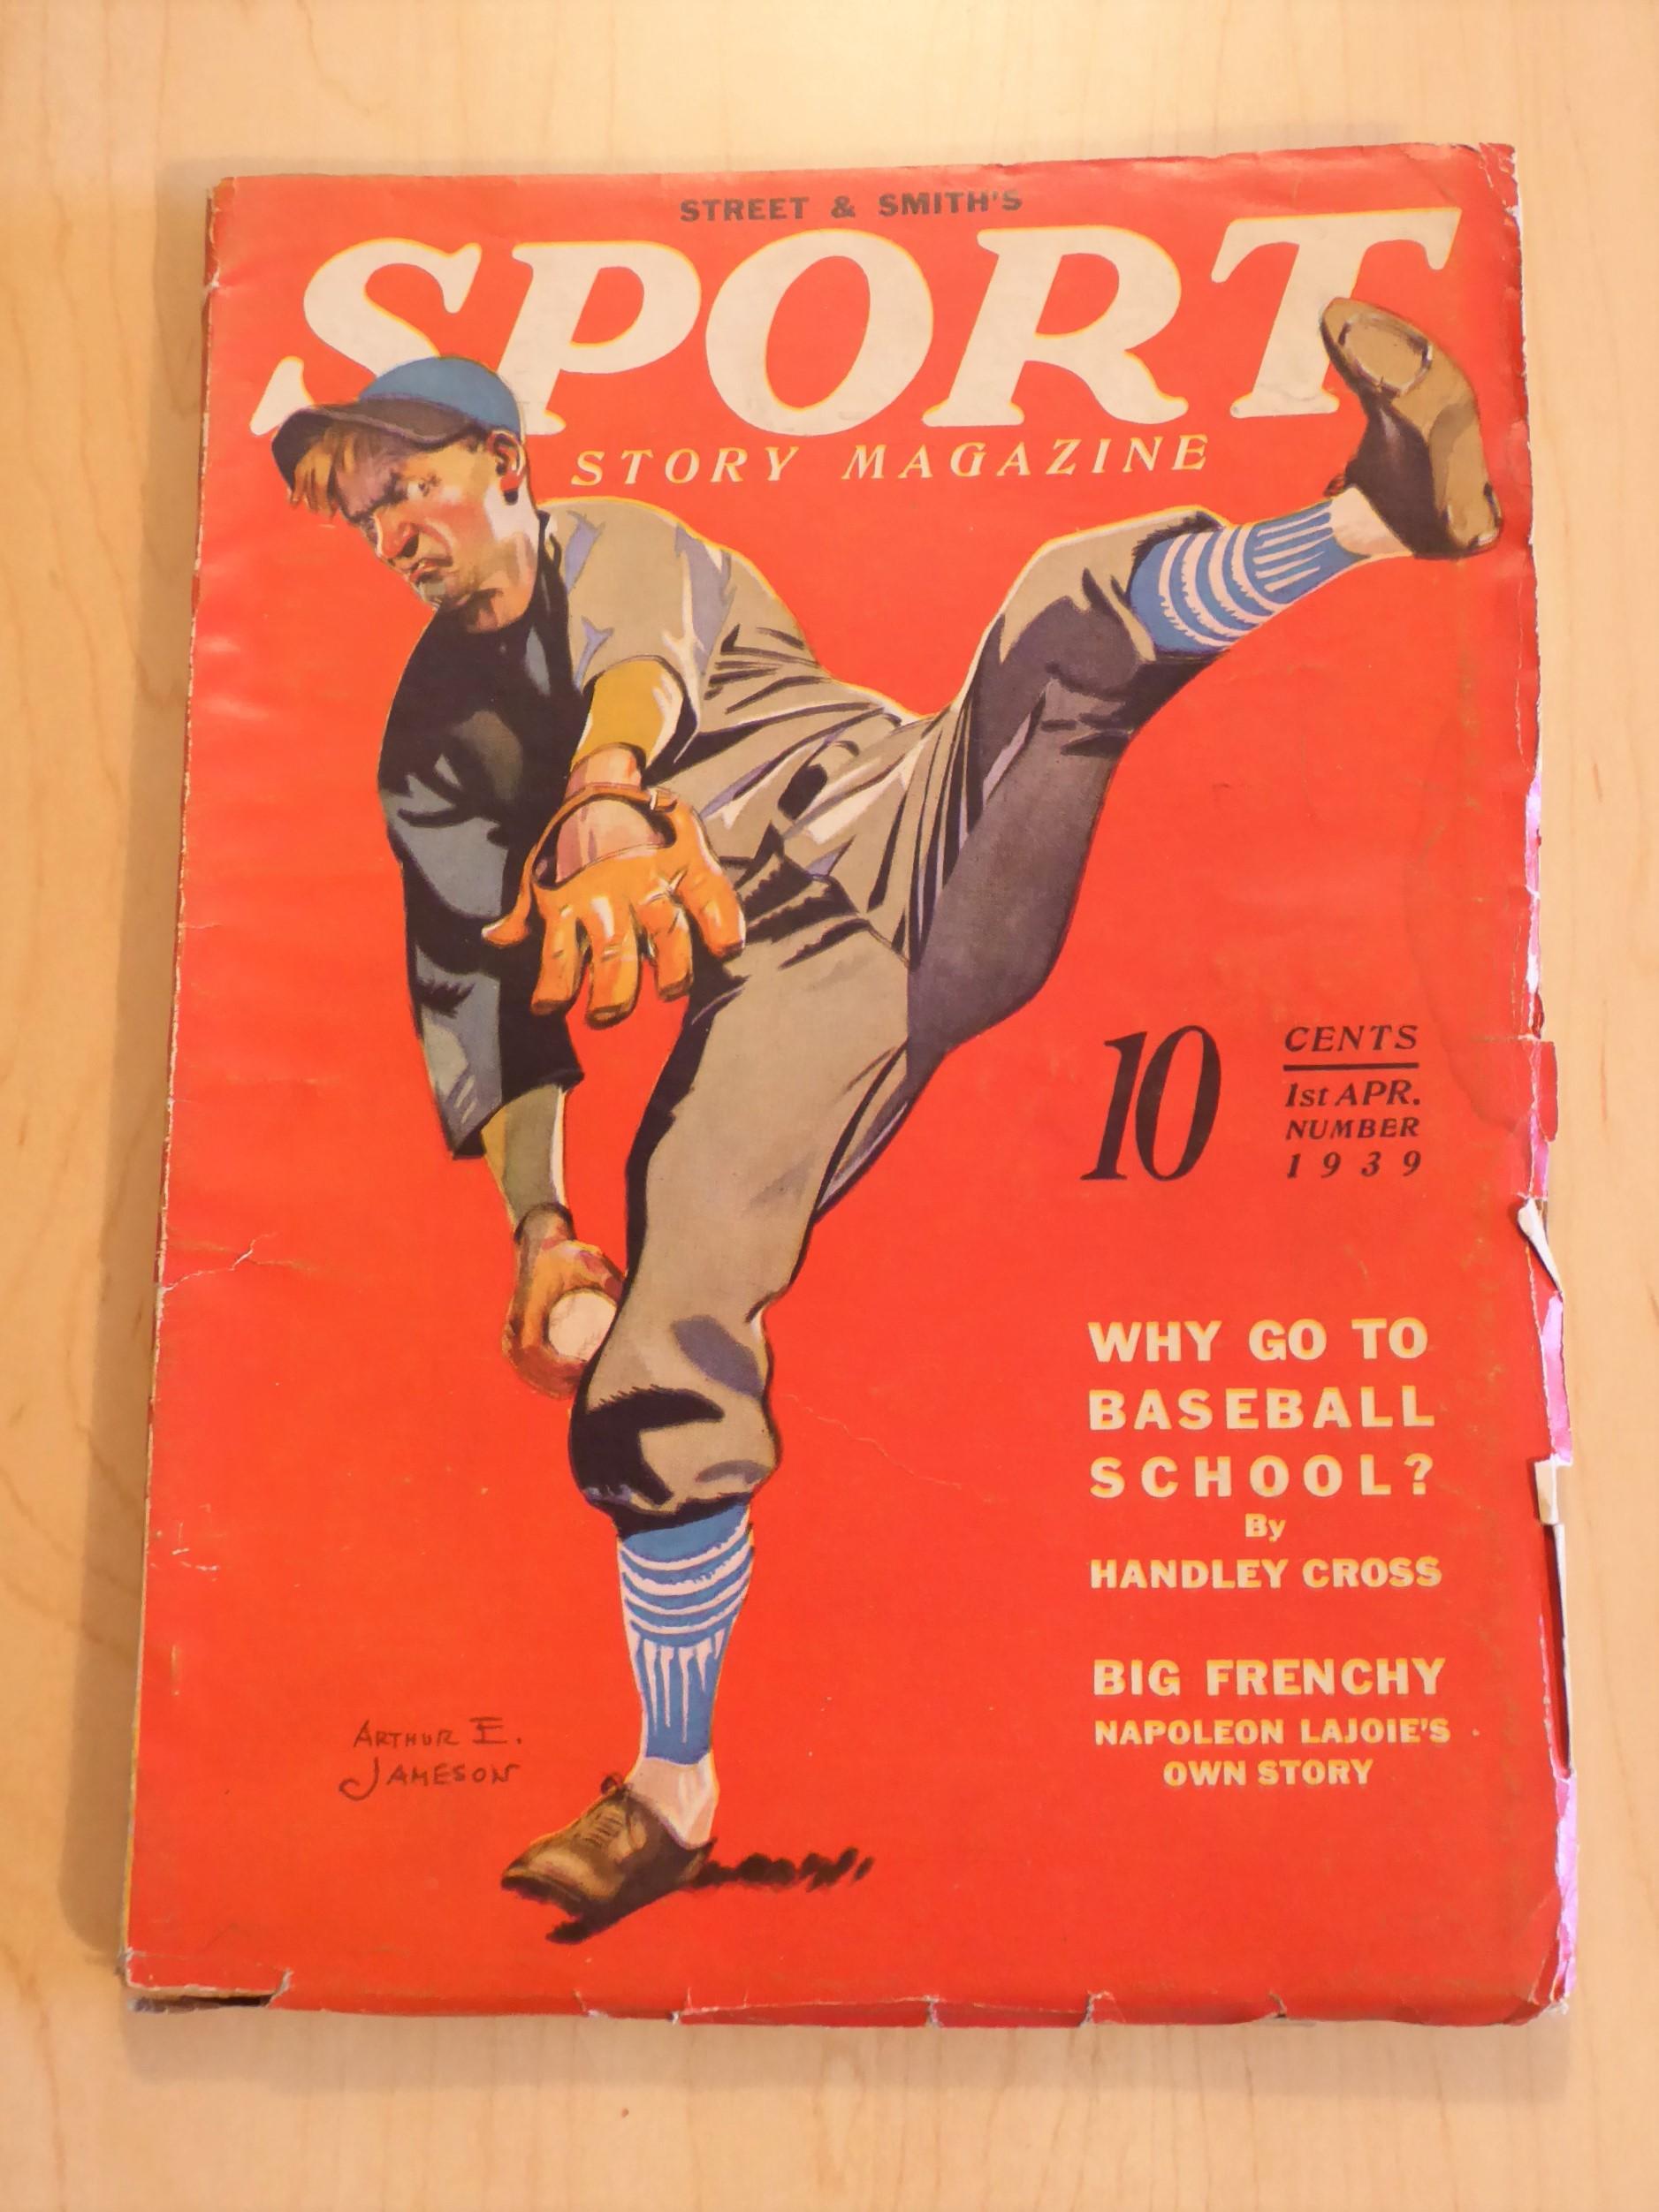 STREET & SMITH'S
SPORT
STORY MAGAZINE
10 CENTS
1st APR.
NUMBER
1939
WHY GO TO
BASEBALL
SCHOOL?
By
HANDLEY CROSS
BIG FRENCHY
NAPOLEON LAJOIE'S
OWN STORY
ARTHUR E.
JAMESON